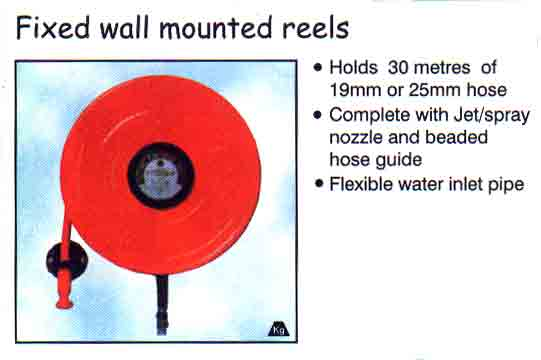 Fixed wall mounted reels
• Holds 30 metres of
19mm or 25mm hose
• Complete with Jet/spray
nozzle and beaded
hose guide
• Flexible water inlet pipe
Kg